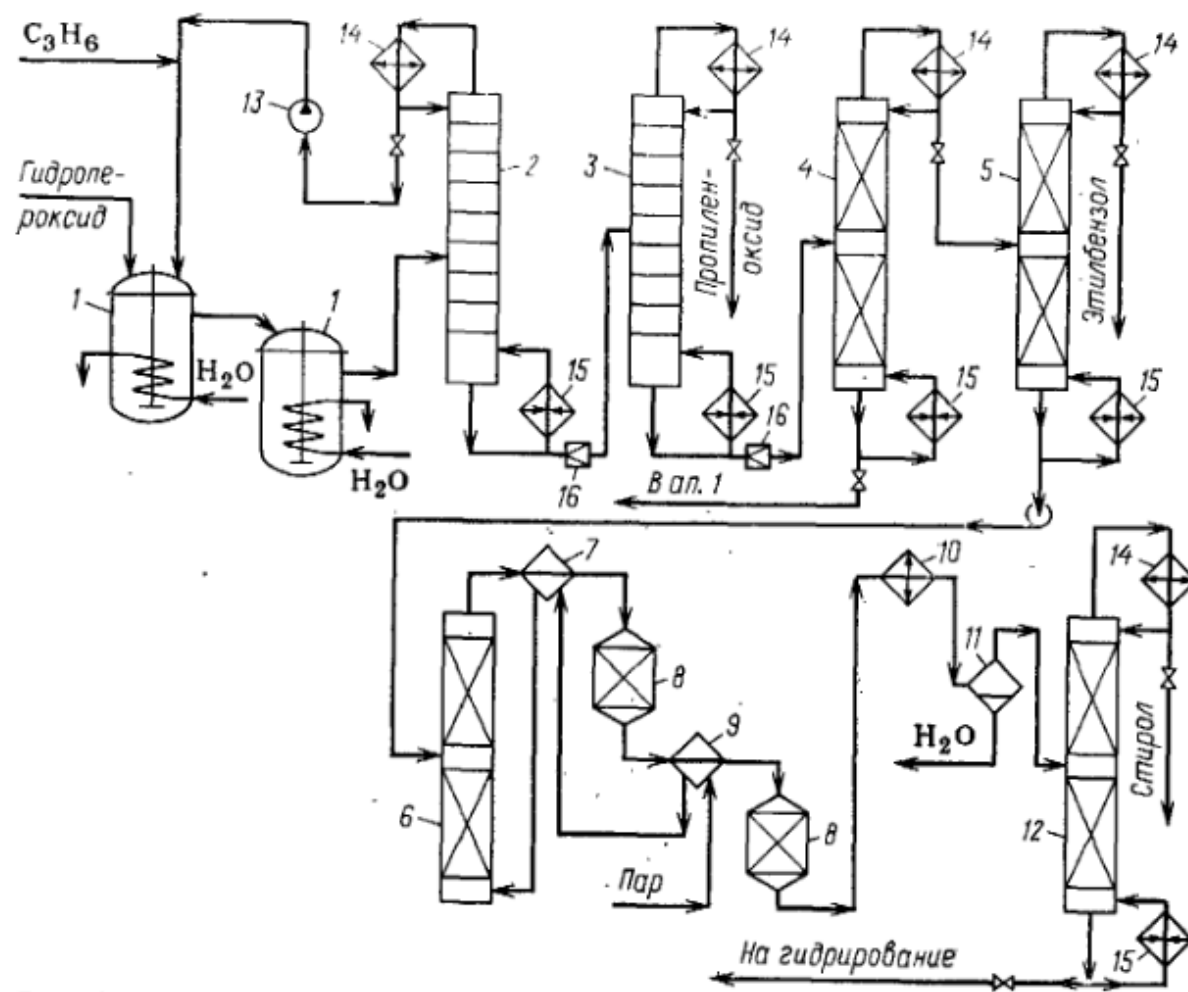 C₃H₆
14
14
14
14
13
Гидропе-
роксид
2
3
4
5
Пропилен-
оксид
Этилбензол
1
1
H₂O
15
15
15
15
16
16
H₂O
В ап. 1
7
10
14
8
11
9
H₂O
Стирол
6
8
12
Пар
На гидрирование
15